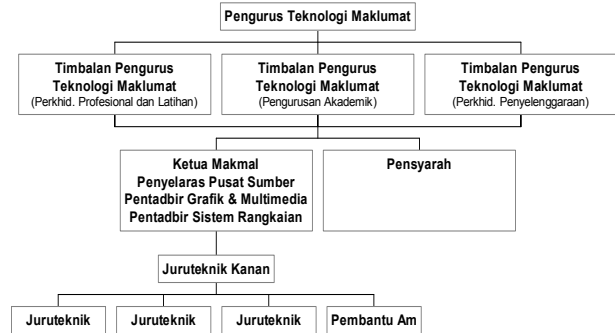 Pengurus Teknologi Maklumat
Timbalan Pengurus
Teknologi Maklumat
(Perkhid. Profesional dan Latihan)
Timbalan Pengurus
Teknologi Maklumat
(Pengurusan Akademik)
Timbalan Pengurus
Teknologi Maklumat
(Perkhid. Penyelenggaraan)
Ketua Makmal
Penyelaras Pusat Sumber
Pentadbir Grafik & Multimedia
Pentadbir Sistem Rangkaian
Pensyarah
Juruteknik Kanan
Juruteknik
Juruteknik
Juruteknik
Pembantu Am